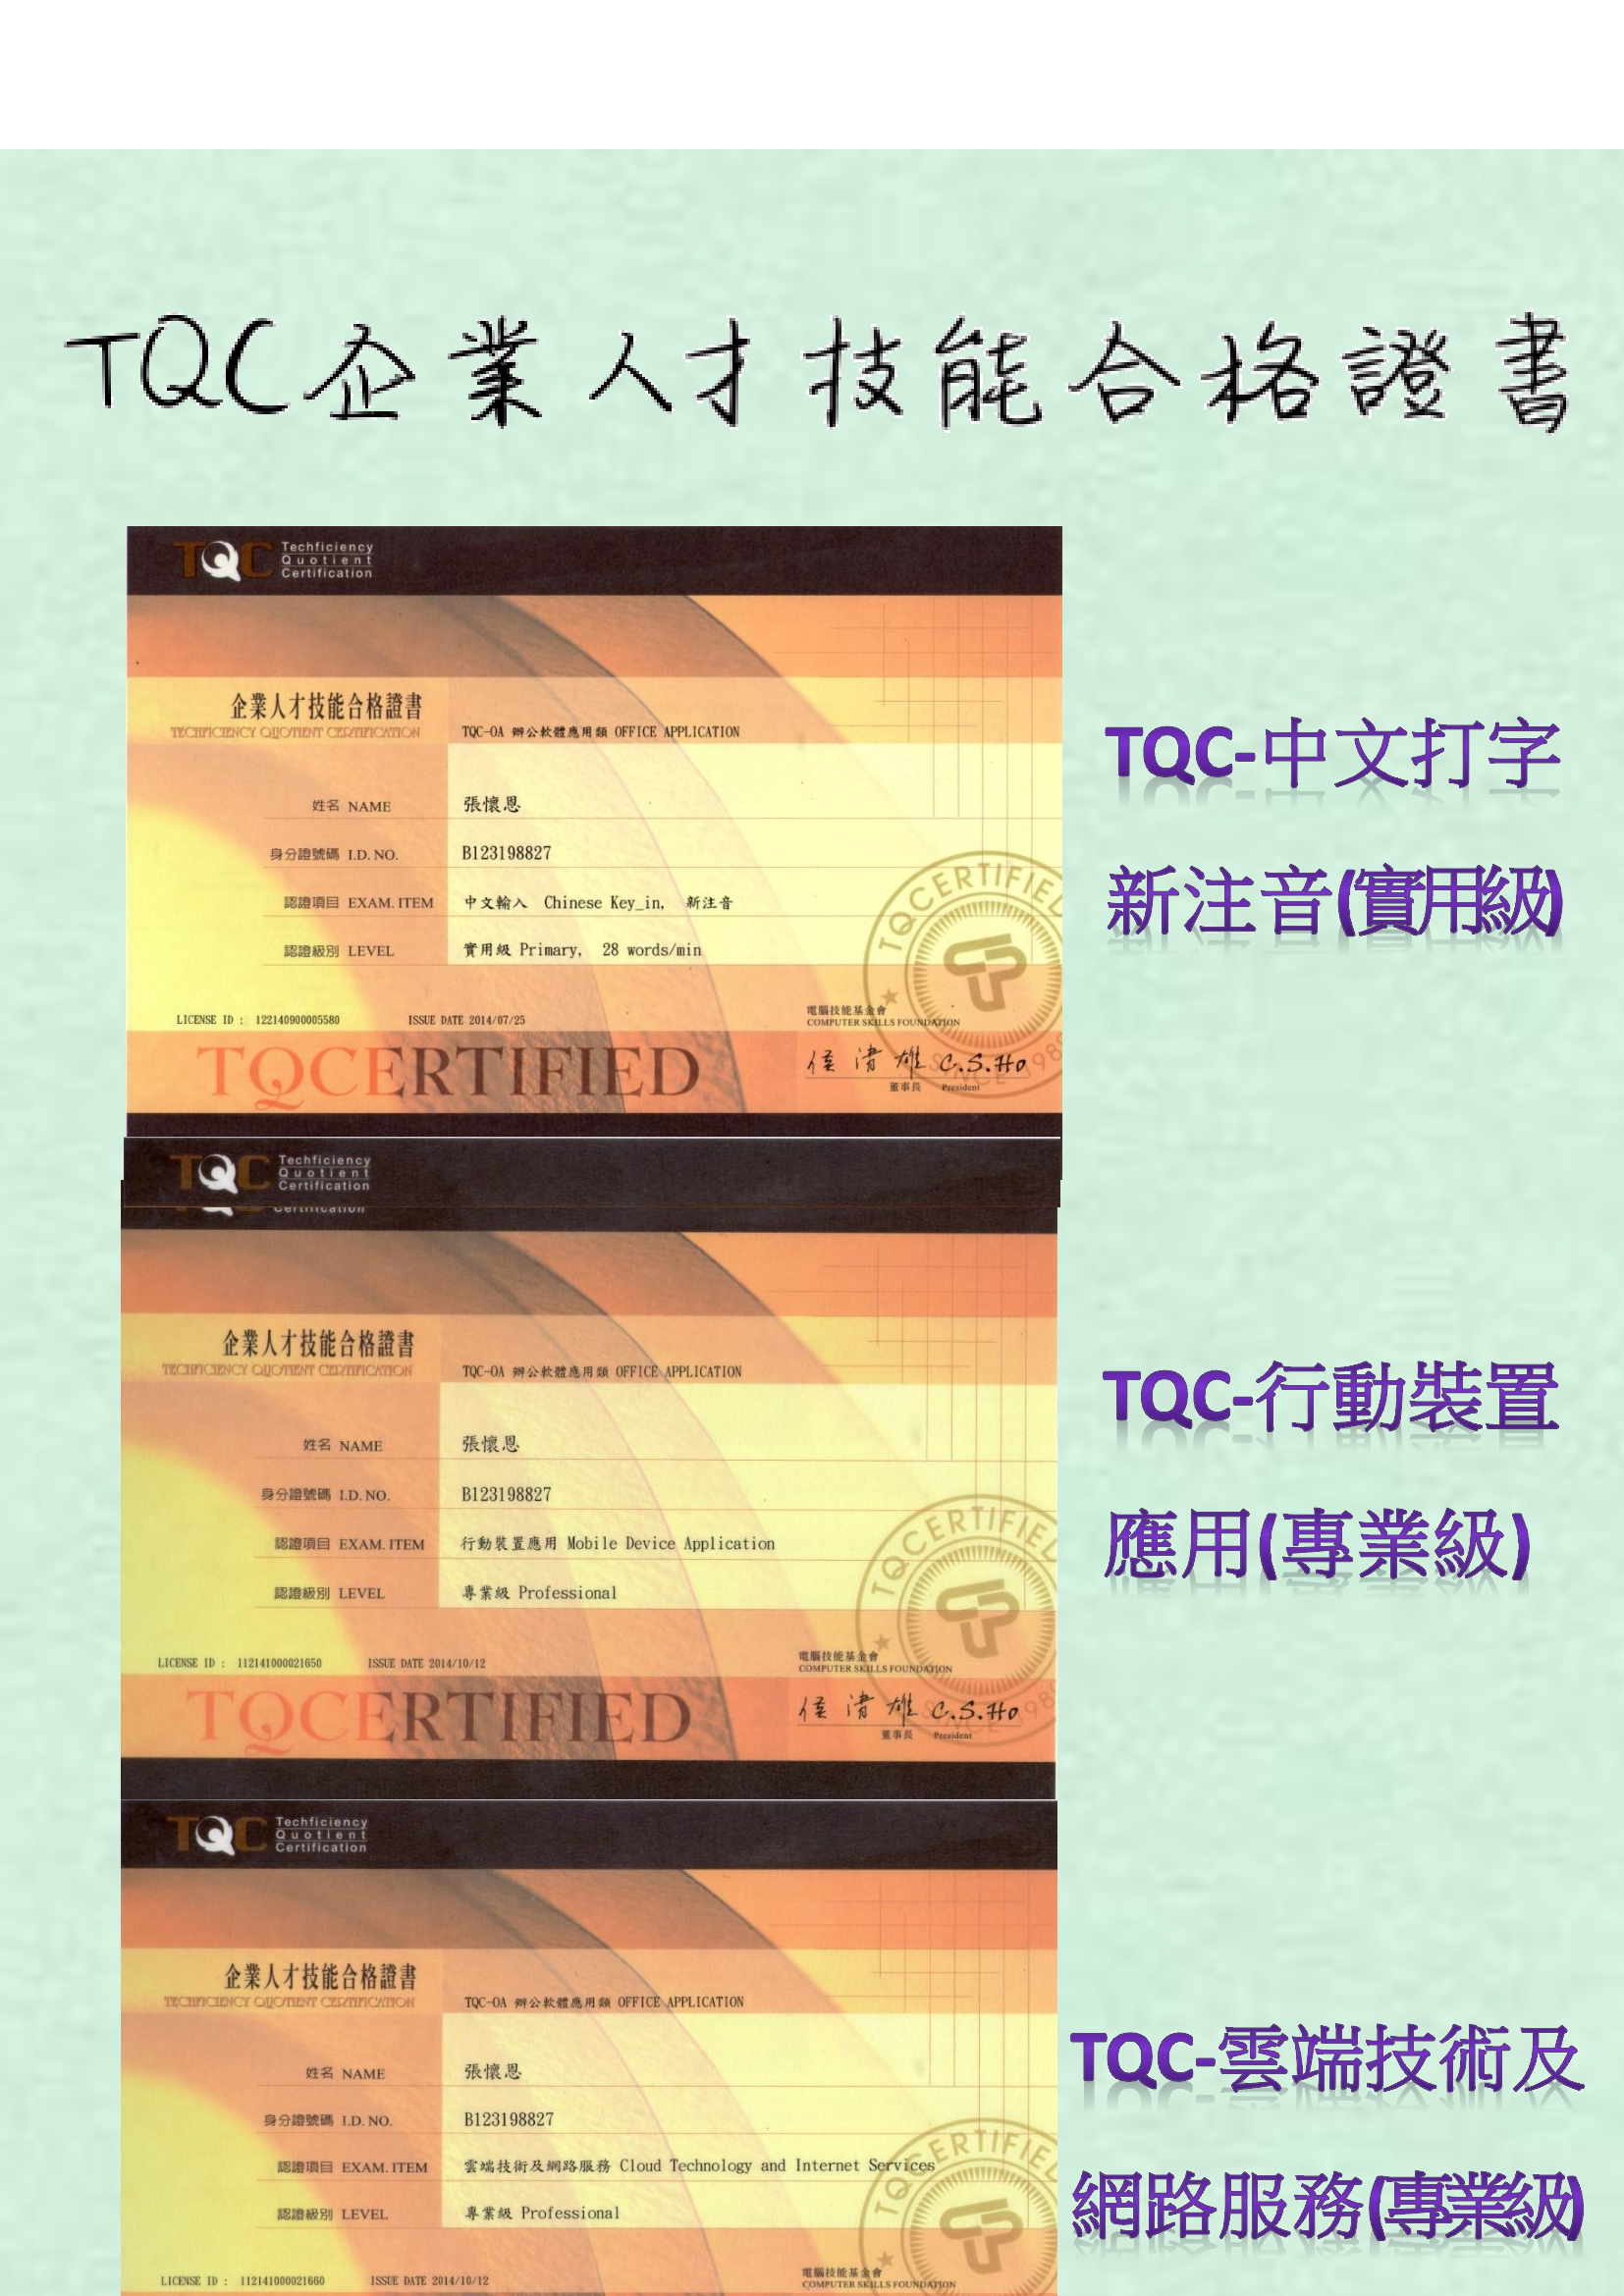 TQC企業人才技能合格證書
TQC Techficiency
Quotient
Certification
企業人才技能合格證書
TECHFICIENCY QUOTIENT CERTIFICATION
TQC-OA 辦公軟體應用類 OFFICE APPLICATION
姓名 NAME 張懷恩
身分證號碼 I.D. NO. B123198827
認證項目 EXAM. ITEM 中文輸入 Chinese Key_in, 新注音
認證級別 LEVEL 實用級 Primary, 28 words/min
LICENSE ID : 122140900005580 ISSUE DATE 2014/07/25
電腦技能基金會
COMPUTER SKILLS FOUNDATION
TQCERTIFIED
侯清雄 C.S.Ho
董事長 President
TQCERTIFIED
SINCE 1989
TQC-中文打字
新注音(實用級)
TQC Techficiency
Quotient
Certification
Certification
企業人才技能合格證書
TECHFICIENCY QUOTIENT CERTIFICATION
TQC-OA 辦公軟體應用類 OFFICE APPLICATION
姓名 NAME 張懷恩
身分證號碼 I.D. NO. B123198827
認證項目 EXAM. ITEM 行動裝置應用 Mobile Device Application
認證級別 LEVEL 專業級 Professional
LICENSE ID : 112141000021650 ISSUE DATE 2014/10/12
電腦技能基金會
COMPUTER SKILLS FOUNDATION
TQCERTIFIED
侯清雄 C.S.Ho
董事長 President
TQCERTIFIED
SINCE 198
TQC-行動裝置
應用(專業級)
TQC Techficiency
Quotient
Certification
企業人才技能合格證書
TECHFICIENCY QUOTIENT CERTIFICATION
TQC-OA 辦公軟體應用類 OFFICE APPLICATION
姓名 NAME 張懷恩
身分證號碼 I.D. NO. B123198827
認證項目 EXAM. ITEM 雲端技術及網路服務 Cloud Technology and Internet Services
認證級別 LEVEL 專業級 Professional
LICENSE ID : 112141000021660 ISSUE DATE 2014/10/12
電腦技能基金會
COMPUTER SKILLS FOUNDATION
TQCERTIFIE
TQC-雲端技術及
網路服務(專業級)